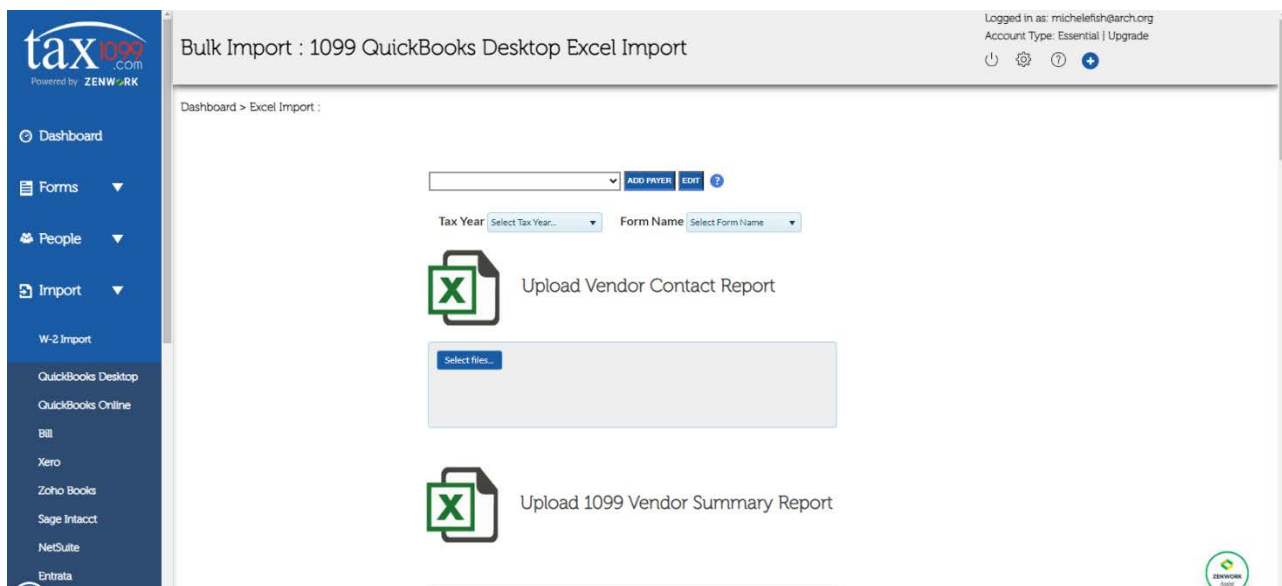 tax1099
.com
Powered by ZENWORK
Bulk Import : 1099 QuickBooks Desktop Excel Import
Logged in as: michelefish@arch.org
Account Type: Essential | Upgrade
Dashboard > Excel Import :
Dashboard
Forms
People
Import
W-2 Import
QuickBooks Desktop
QuickBooks Online
Bill
Xero
Zoho Books
Sage Intacct
NetSuite
Entrata
ADD PAYER EDIT ?
Tax Year Select Tax Year... Form Name Select Form Name
X Upload Vendor Contact Report
Select files...
X Upload 1099 Vendor Summary Report
ZENWORK
Assist